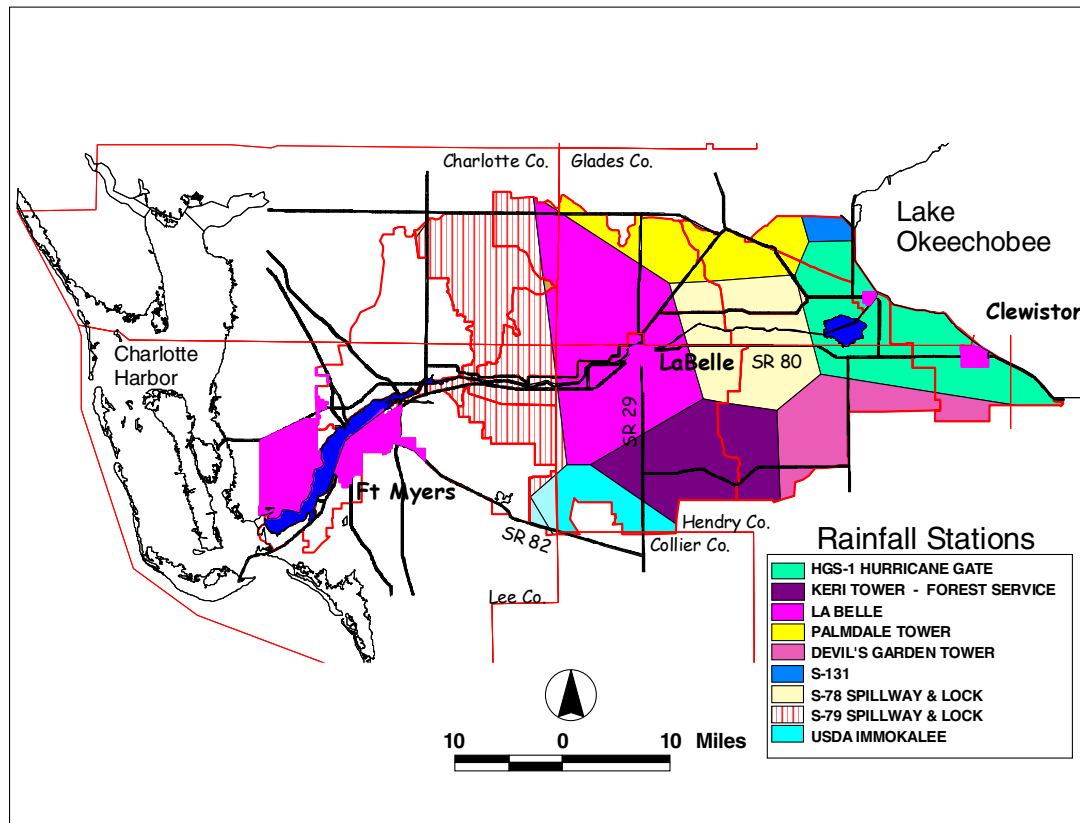 Charlotte Co.
Glades Co.
Lake
Okeechobee
Clewiston
Charlotte
Harbor
LaBelle
SR 80
SR 29
Ft Myers
SR 82
Hendry Co.
Collier Co.
Lee Co.
Rainfall Stations
HGS-1 HURRICANE GATE
KERI TOWER - FOREST SERVICE
LA BELLE
PALMDALE TOWER
DEVIL'S GARDEN TOWER
S-131
S-78 SPILLWAY & LOCK
S-79 SPILLWAY & LOCK
USDA IMMOKALEE
10 0 10 Miles